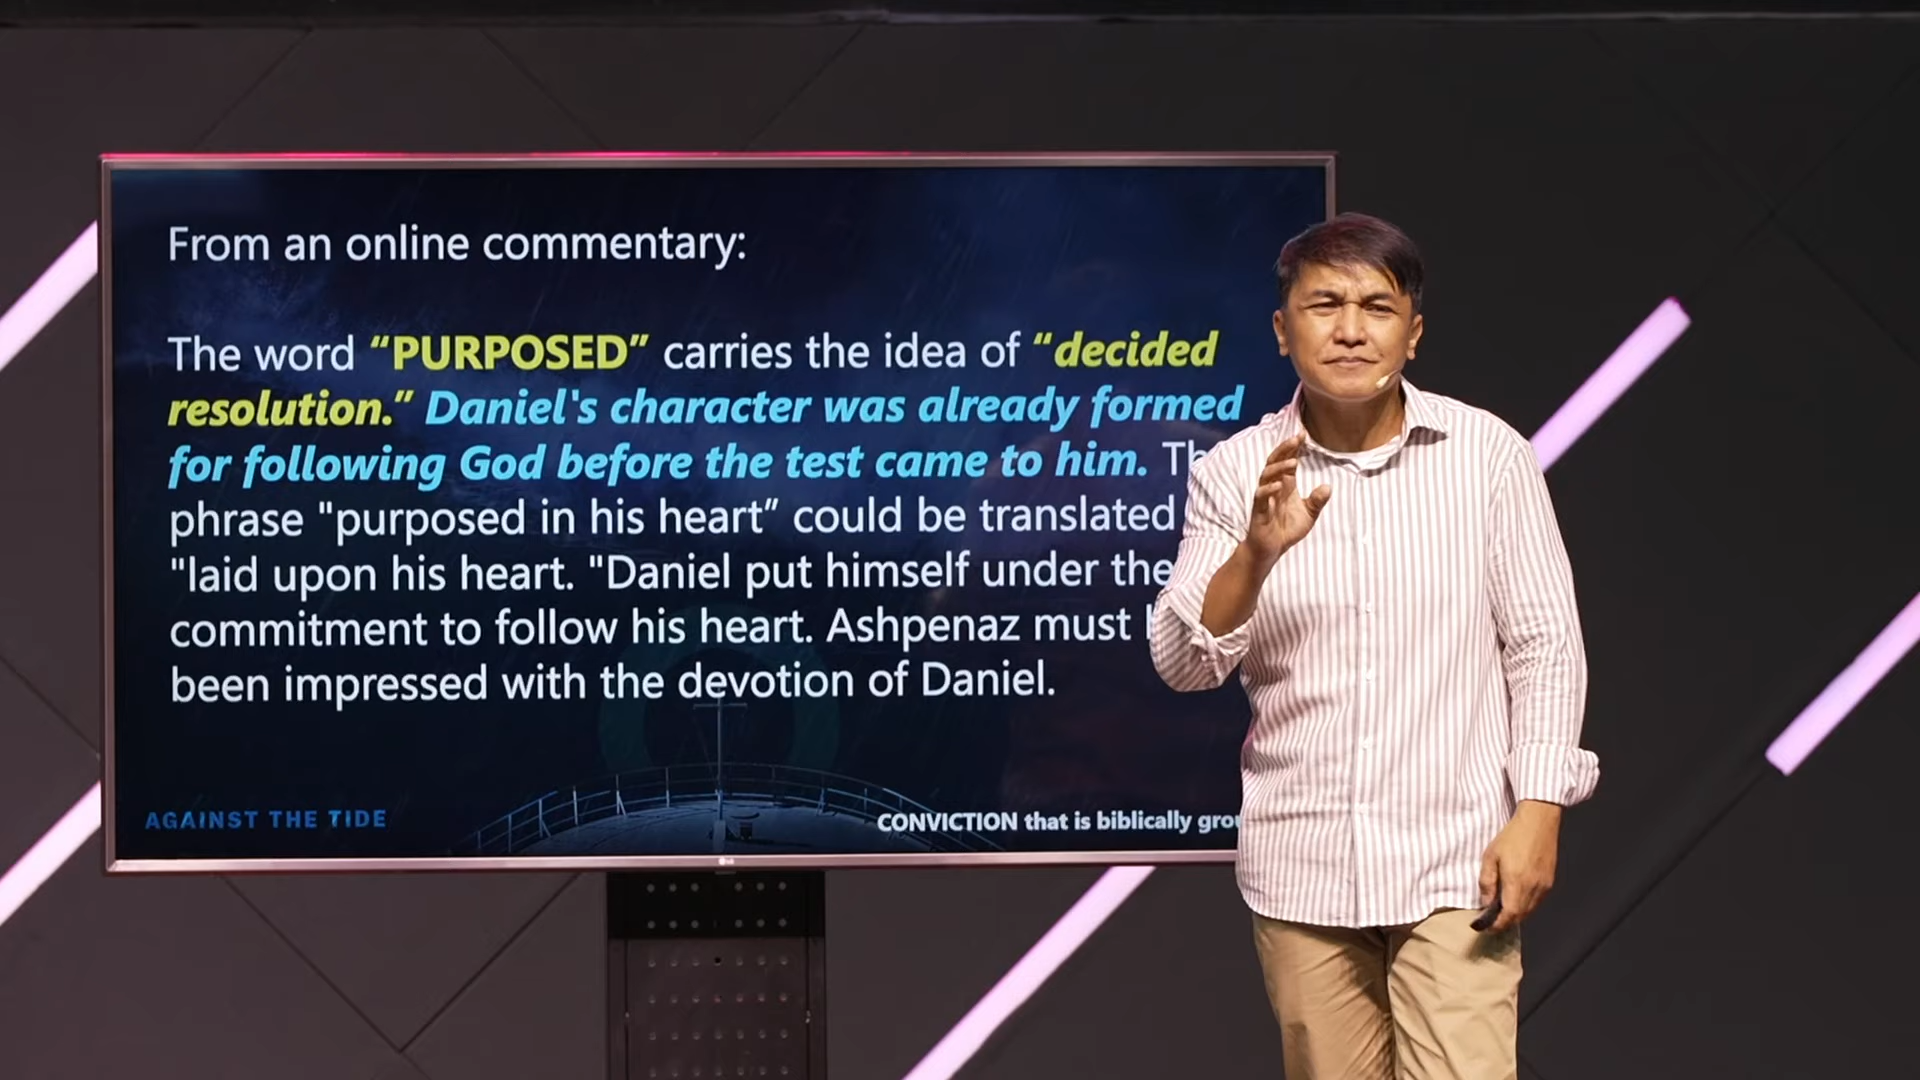 From an online commentary:
The word “PURPOSED” carries the idea of “decided
resolution.” Daniel's character was already formed
for following God before the test came to him.
phrase "purposed in his heart” could be translated
"laid upon his heart. "Daniel put himself under the
commitment to follow his heart. Ashpenaz must
been impressed with the devotion of Daniel.
AGAINST THE TIDE
CONVICTION that is biblically
LG